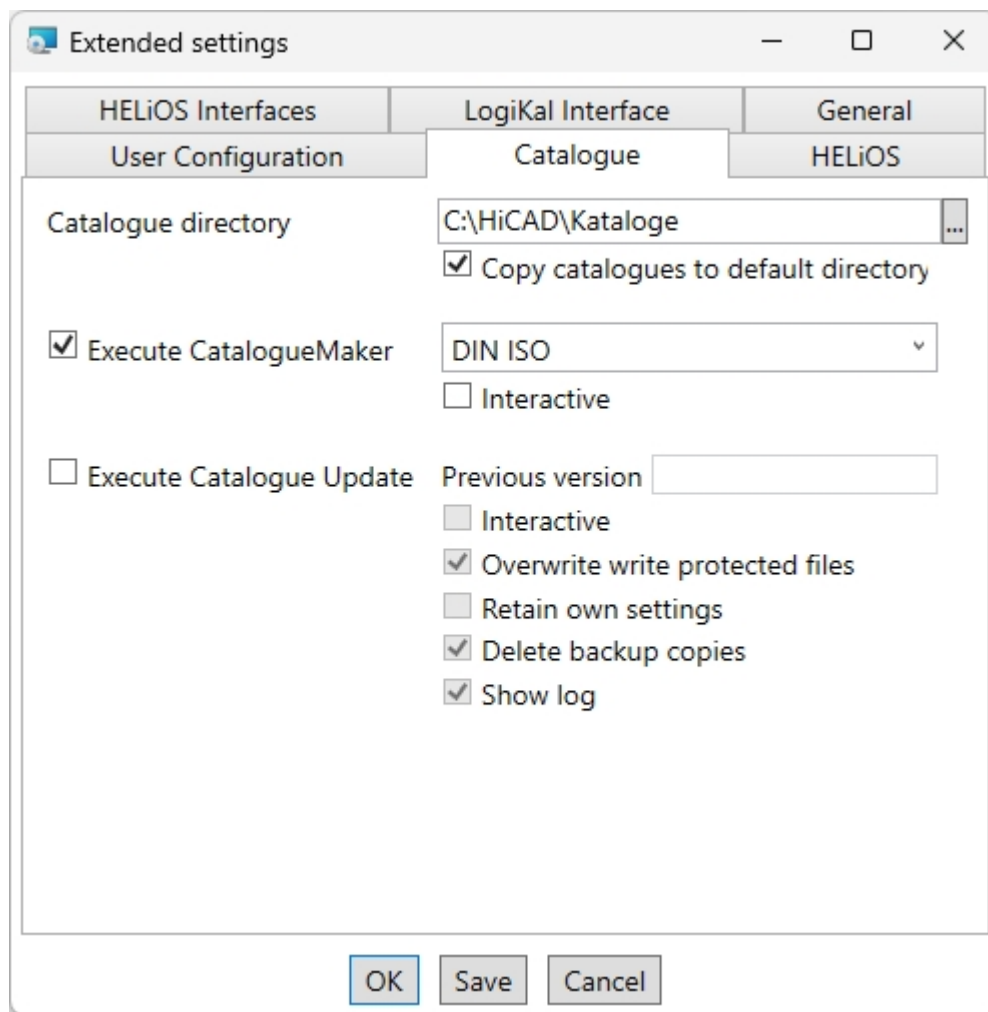 Extended settings
HELiOS Interfaces LogiKal Interface General
User Configuration Catalogue HELiOS
Catalogue directory C:\HiCAD\Kataloge ...
Copy catalogues to default directory
Execute CatalogueMaker DIN ISO
Interactive
Execute Catalogue Update Previous version
Interactive
Overwrite write protected files
Retain own settings
Delete backup copies
Show log
OK Save Cancel